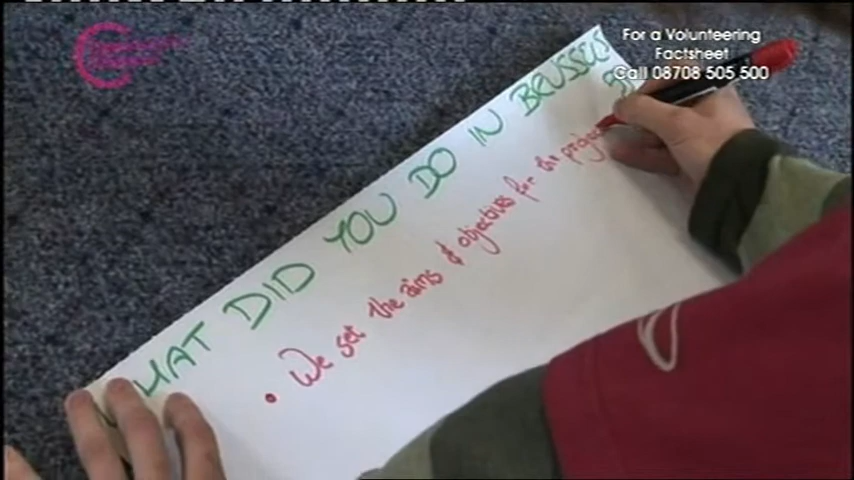 For a Volunteering
Factsheet
Call 08708 505 500
WHAT DID YOU DO IN BRUSSELS
• We set the aims & objectives for the project